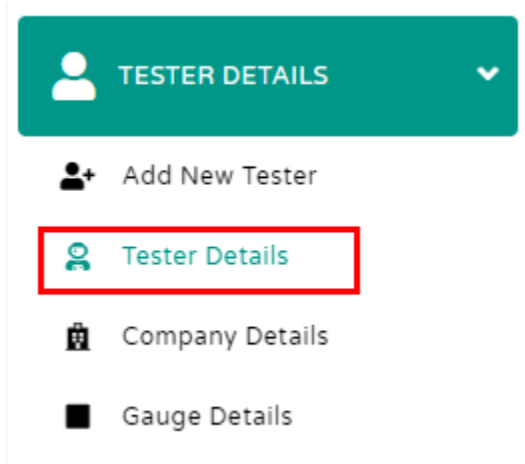 TESTER DETAILS
Add New Tester
Tester Details
Company Details
Gauge Details